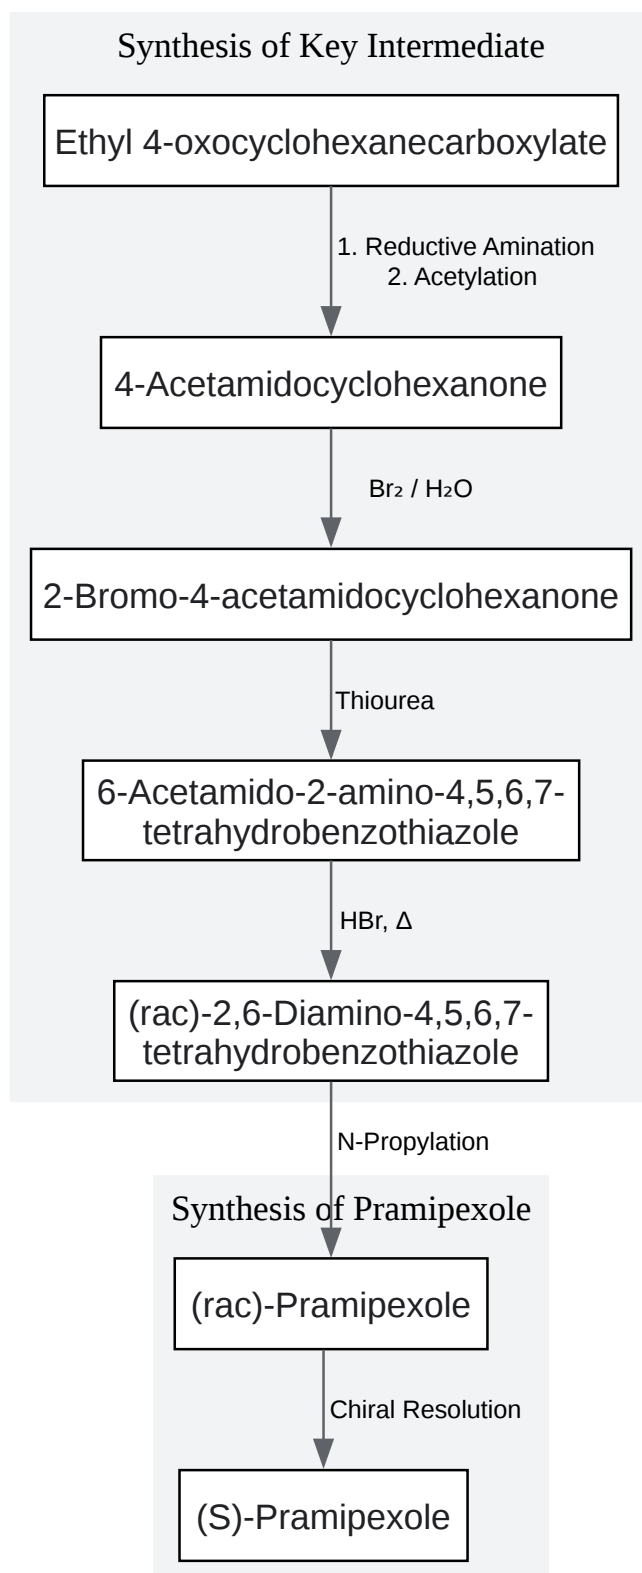 Synthesis of Key Intermediate
Ethyl 4-oxocyclohexanecarboxylate
1. Reductive Amination
2. Acetylation
4-Acetamidocyclohexanone
Br₂ / H₂O
2-Bromo-4-acetamidocyclohexanone
Thiourea
6-Acetamido-2-amino-4,5,6,7-
tetrahydrobenzothiazole
HBr, Δ
(rac)-2,6-Diamino-4,5,6,7-
tetrahydrobenzothiazole
N-Propylation
Synthesis of Pramipexole
(rac)-Pramipexole
Chiral Resolution
(S)-Pramipexole